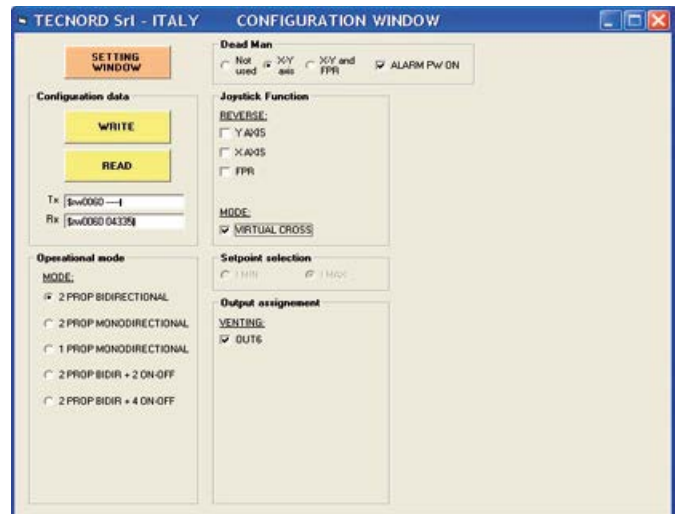 TECNORD Srl - ITALY CONFIGURATION WINDOW
SETTING WINDOW
Dead Man
Not used
X-Y axis
X-Y and FPR
ALARM PW ON
Configuration data
WRITE
READ
Tx
Rx
Joystick Function
REVERSE:
Y AXIS
X AXIS
FPR
MODE:
VIRTUAL CROSS
Operational mode
MODE:
2 PROP BIDIRECTIONAL
2 PROP MONODIRECTIONAL
1 PROP MONODIRECTIONAL
2 PROP BIDIR + 2 ON-OFF
2 PROP BIDIR + 4 ON-OFF
Setpoint selection
I MIN I MAX
Output assignement
VENTING:
OUT6